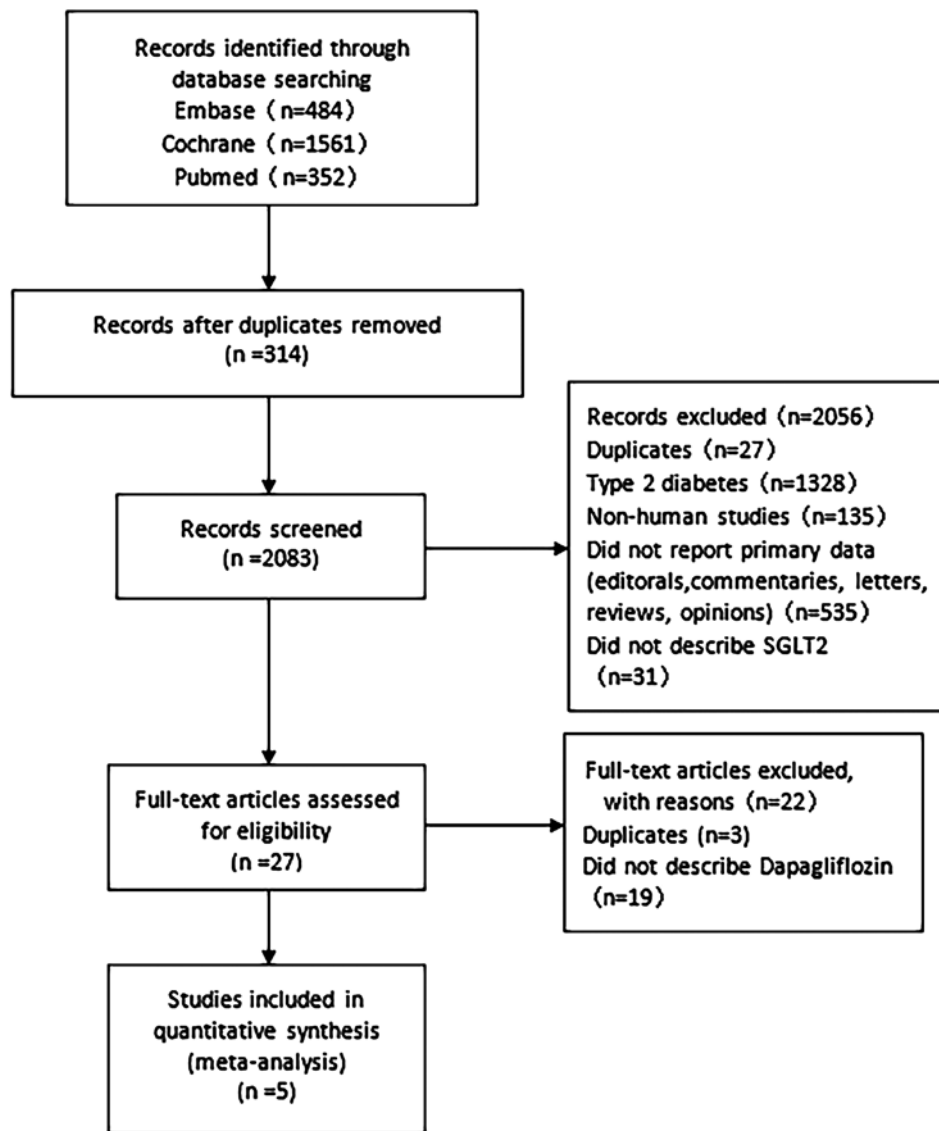 Records identified through
database searching
Embase（n=484）
Cochrane（n=1561）
Pubmed（n=352）
Records after duplicates removed
(n =314)
Records screened
(n =2083)
Records excluded（n=2056）
Duplicates（n=27）
Type 2 diabetes（n=1328）
Non-human studies（n=135）
Did not report primary data
(editorals,commentaries, letters,
reviews, opinions)（n=535）
Did not describe SGLT2
（n=31）
Full-text articles assessed
for eligibility
(n =27)
Full-text articles excluded,
with reasons（n=22）
Duplicates (n=3)
Did not describe Dapagliflozin
（n=19）
Studies included in
quantitative synthesis
(meta-analysis)
(n =5)